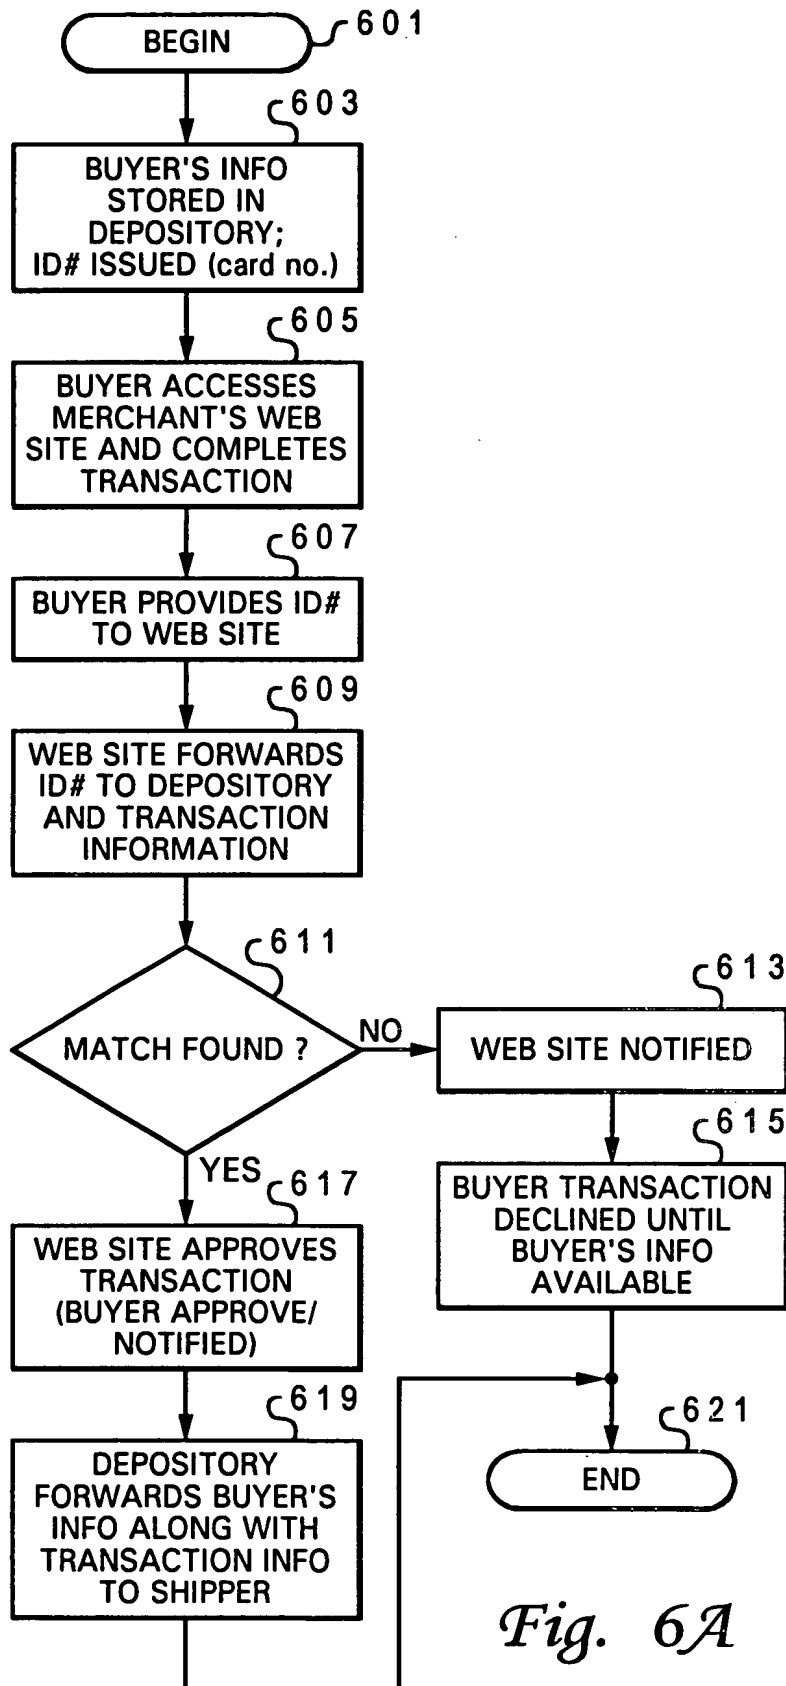 BEGIN
601
603
BUYER'S INFO
STORED IN
DEPOSITORY;
ID# ISSUED (card no.)
605
BUYER ACCESSES
MERCHANT'S WEB
SITE AND COMPLETES
TRANSACTION
607
BUYER PROVIDES ID#
TO WEB SITE
609
WEB SITE FORWARDS
ID# TO DEPOSITORY
AND TRANSACTION
INFORMATION
611
MATCH FOUND ?
NO
613
WEB SITE NOTIFIED
615
BUYER TRANSACTION
DECLINED UNTIL
BUYER'S INFO
AVAILABLE
YES
617
WEB SITE APPROVES
TRANSACTION
(BUYER APPROVE/
NOTIFIED)
619
DEPOSITORY
FORWARDS BUYER'S
INFO ALONG WITH
TRANSACTION INFO
TO SHIPPER
621
END
Fig. 6A